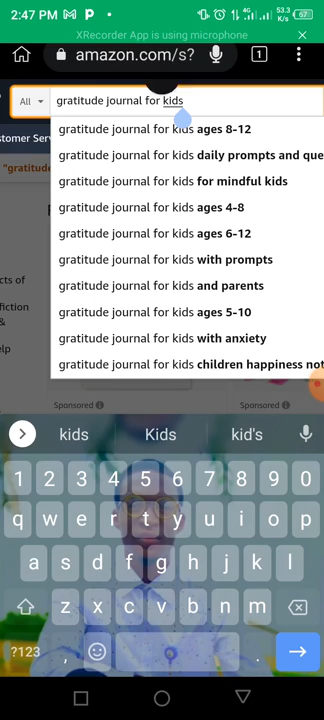 2:47 PM M P 4G 53.3 K/s 67
XRecorder App is using microphone
amazon.com/s? 1
All gratitude journal for kids
gratitude journal for kids ages 8-12
stomer Serv
gratitude journal for kids daily prompts and que
"gratitude
gratitude journal for kids for mindful kids
gratitude journal for kids ages 4-8
gratitude journal for kids ages 6-12
gratitude journal for kids with prompts
cts of
gratitude journal for kids and parents
fiction
gratitude journal for kids ages 5-10
&
gratitude journal for kids with anxiety
elp
gratitude journal for kids children happiness not
Sponsored Sponsored
kids Kids kid's
1 2 3 4 5 6 7 8 9 0
q w e r t y u i o p
a s d f g h j k l
z x c v b n m
?123 , .